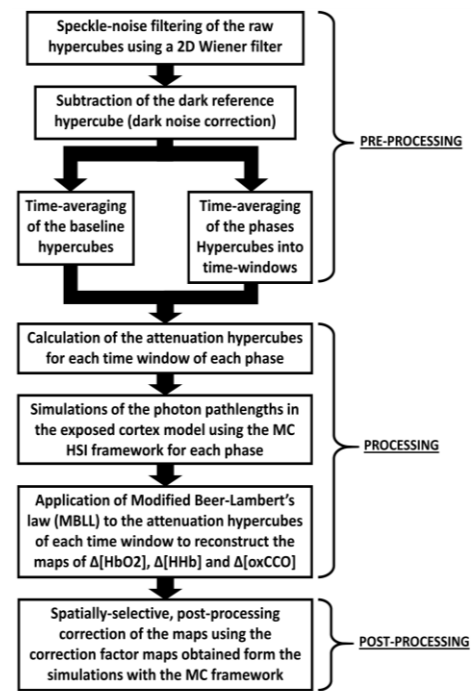 Speckle-noise filtering of the raw
hypercubes using a 2D Wiener filter
Subtraction of the dark reference
hypercube (dark noise correction)
PRE-PROCESSING
Time-averaging
of the baseline
hypercubes
Time-averaging
of the phases
Hypercubes into
time-windows
Calculation of the attenuation hypercubes
for each time window of each phase
Simulations of the photon pathlengths in
the exposed cortex model using the MC
HSI framework for each phase
PROCESSING
Application of Modified Beer-Lambert's
law (MBLL) to the attenuation hypercubes
of each time window to reconstruct the
maps of Δ[HbO2], Δ[HHb] and Δ[oxCCO]
Spatially-selective, post-processing
correction of the maps using the
correction factor maps obtained form the
simulations with the MC framework
POST-PROCESSING